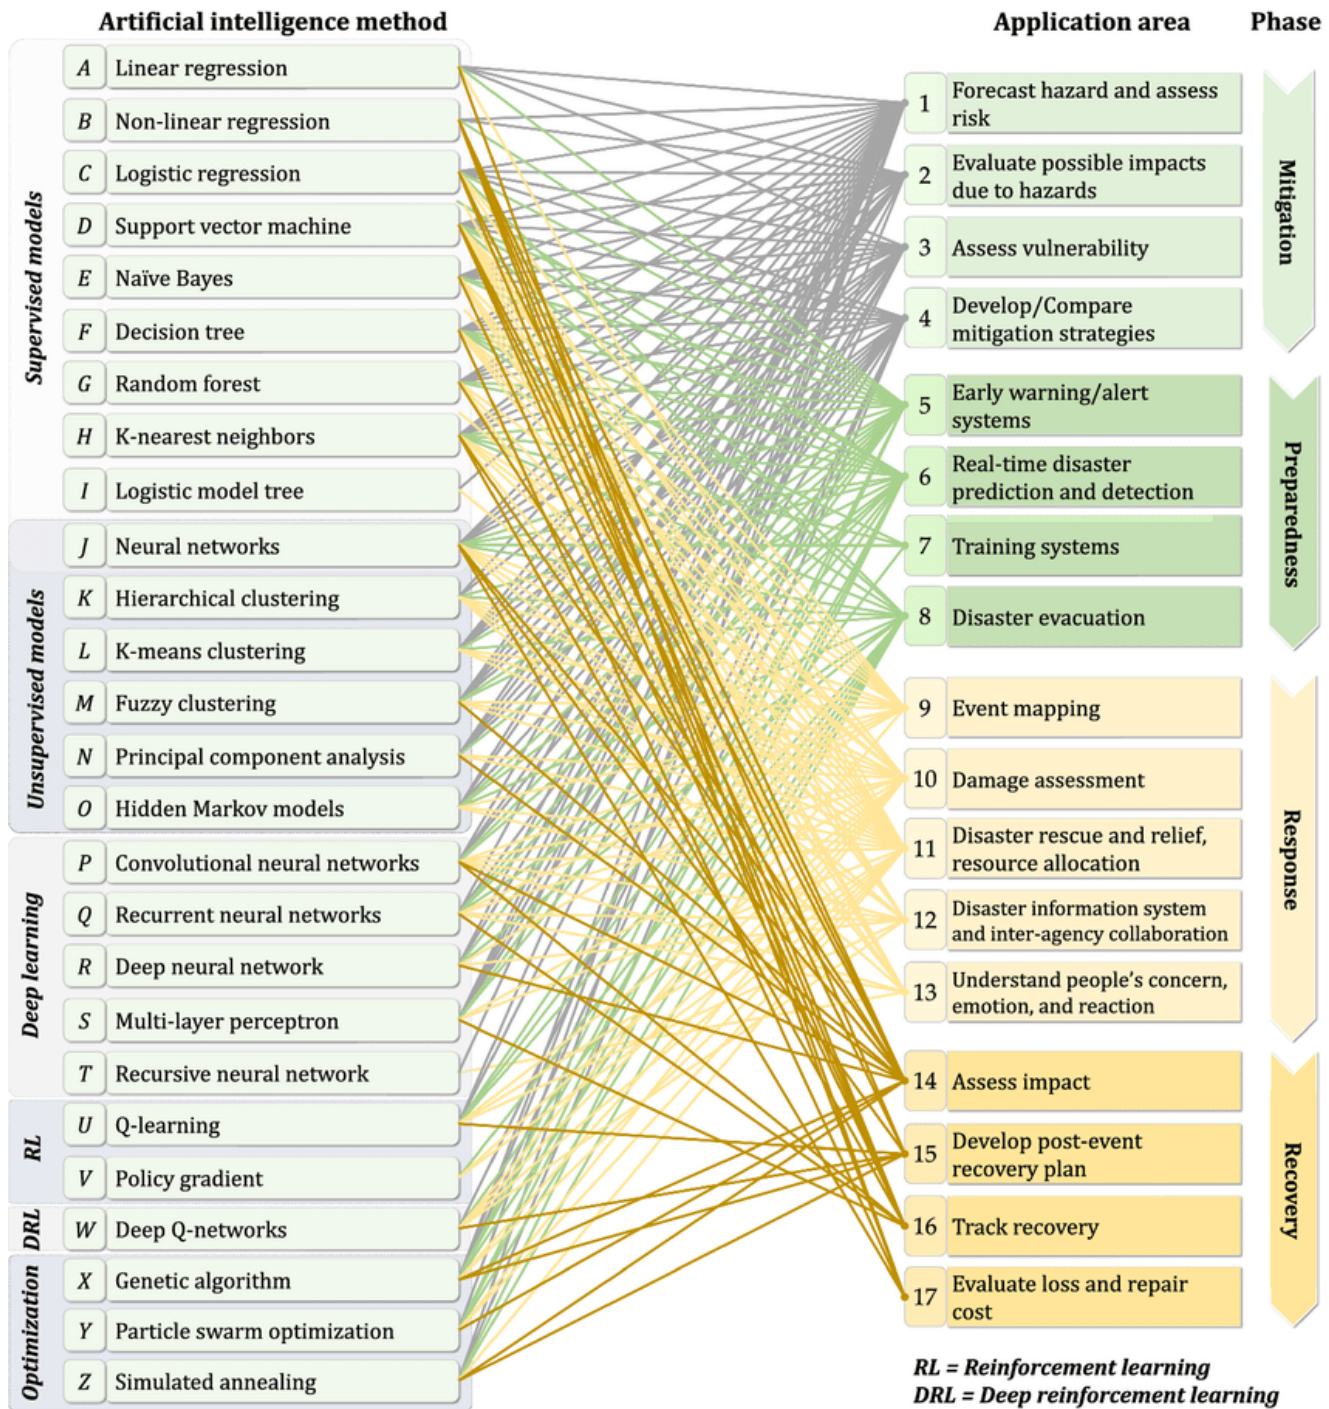 Artificial intelligence method
Application area
Phase
Supervised models
A Linear regression
B Non-linear regression
C Logistic regression
D Support vector machine
E Naïve Bayes
F Decision tree
G Random forest
H K-nearest neighbors
I Logistic model tree
Unsupervised models
J Neural networks
K Hierarchical clustering
L K-means clustering
M Fuzzy clustering
N Principal component analysis
O Hidden Markov models
Deep learning
P Convolutional neural networks
Q Recurrent neural networks
R Deep neural network
S Multi-layer perceptron
T Recursive neural network
RL
U Q-learning
V Policy gradient
DRL
W Deep Q-networks
Optimization
X Genetic algorithm
Y Particle swarm optimization
Z Simulated annealing
1 Forecast hazard and assess
risk
2 Evaluate possible impacts
due to hazards
3 Assess vulnerability
4 Develop/Compare
mitigation strategies
Mitigation
5 Early warning/alert
systems
6 Real-time disaster
prediction and detection
7 Training systems
8 Disaster evacuation
Preparedness
9 Event mapping
10 Damage assessment
11 Disaster rescue and relief,
resource allocation
12 Disaster information system
and inter-agency collaboration
13 Understand people's concern,
emotion, and reaction
Response
14 Assess impact
15 Develop post-event
recovery plan
16 Track recovery
17 Evaluate loss and repair
cost
Recovery
RL = Reinforcement learning
DRL = Deep reinforcement learning